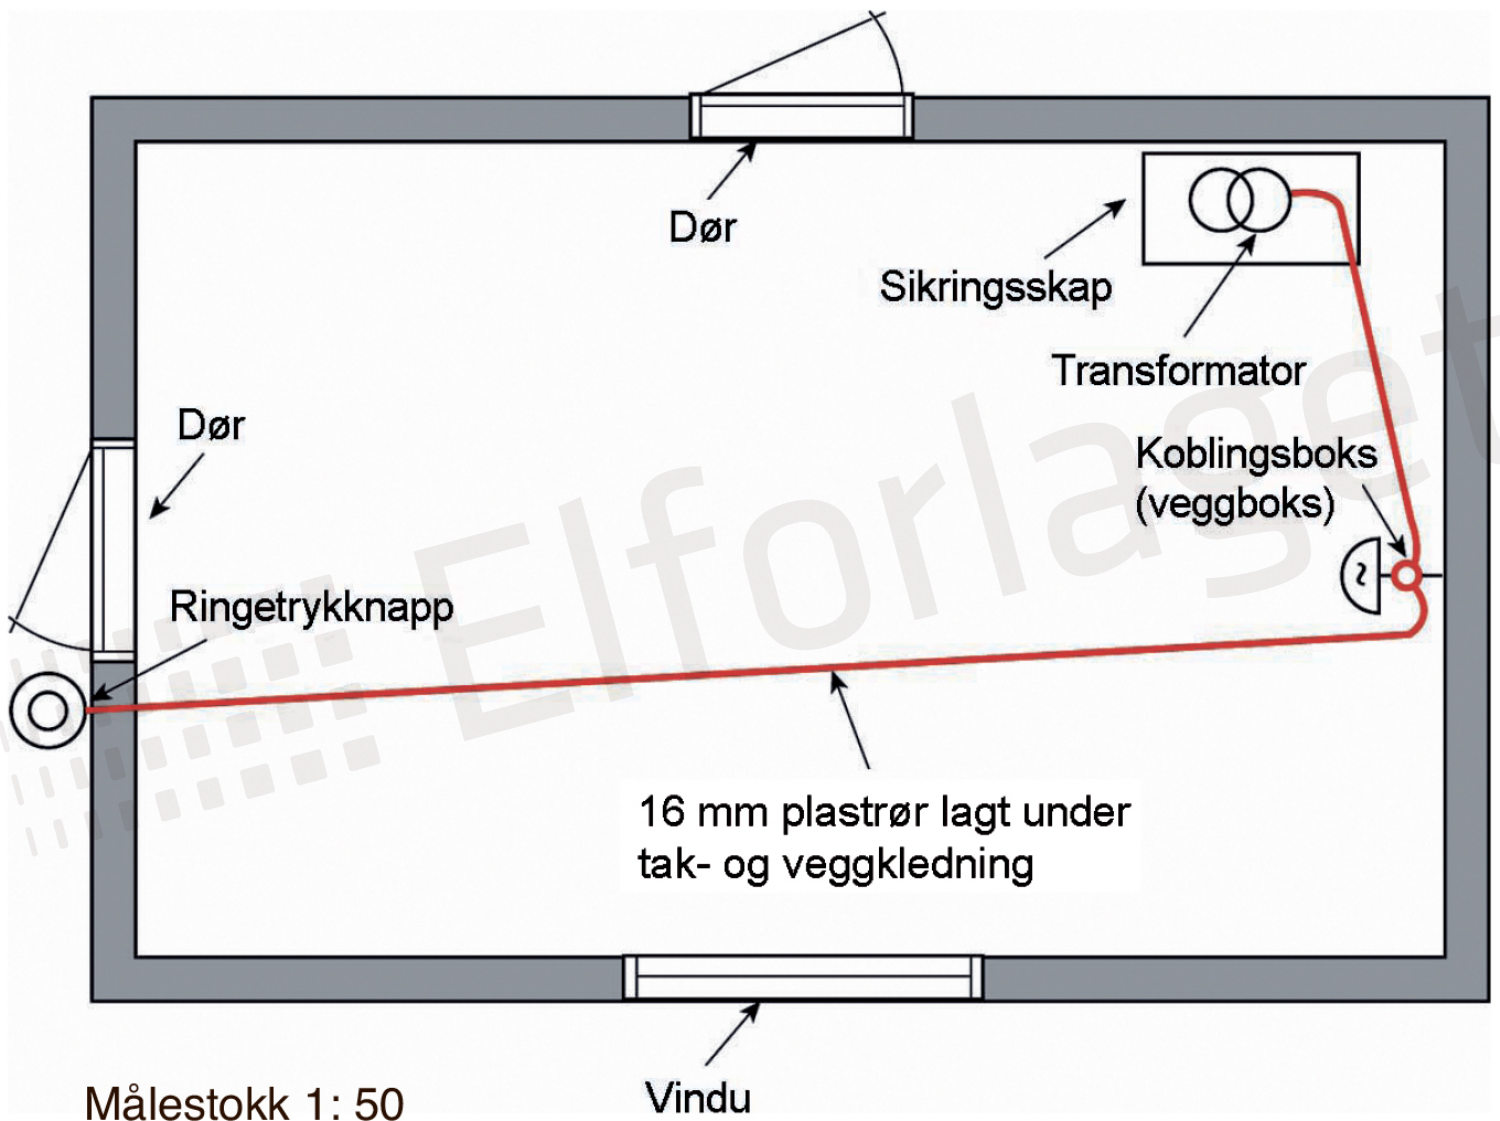 Dør
Sikringsskap
Transformator
Dør
Koblingsboks
(veggboks)
~
Ringetrykknapp
Elforlaget
16 mm plastrør lagt under
tak- og veggkledning
Målestokk 1: 50
Vindu